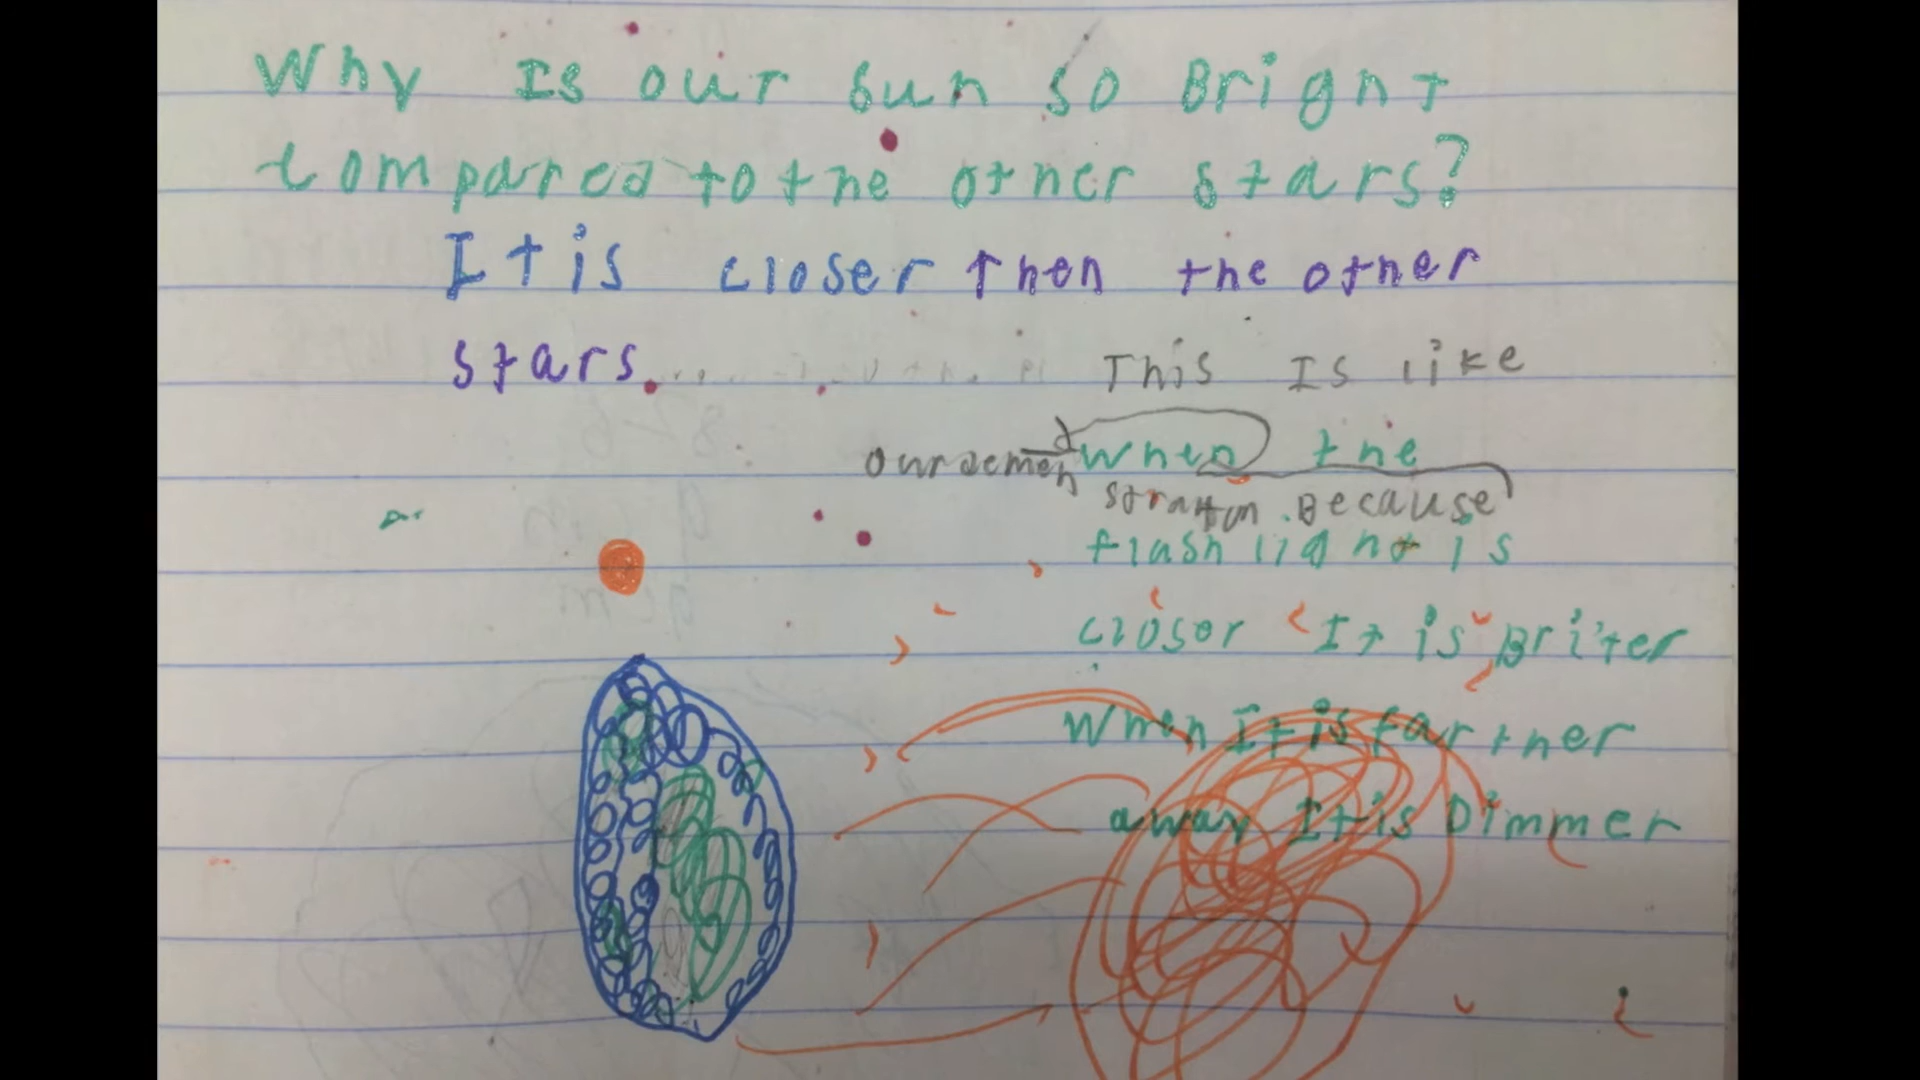 Why Is our sun so Brignt
compared to the other stars?
It is closer then the other
stars.
This Is like
our demen when the
stration. Because
flash light is
closer It is Briter
when It is farther
away It is Dimmer